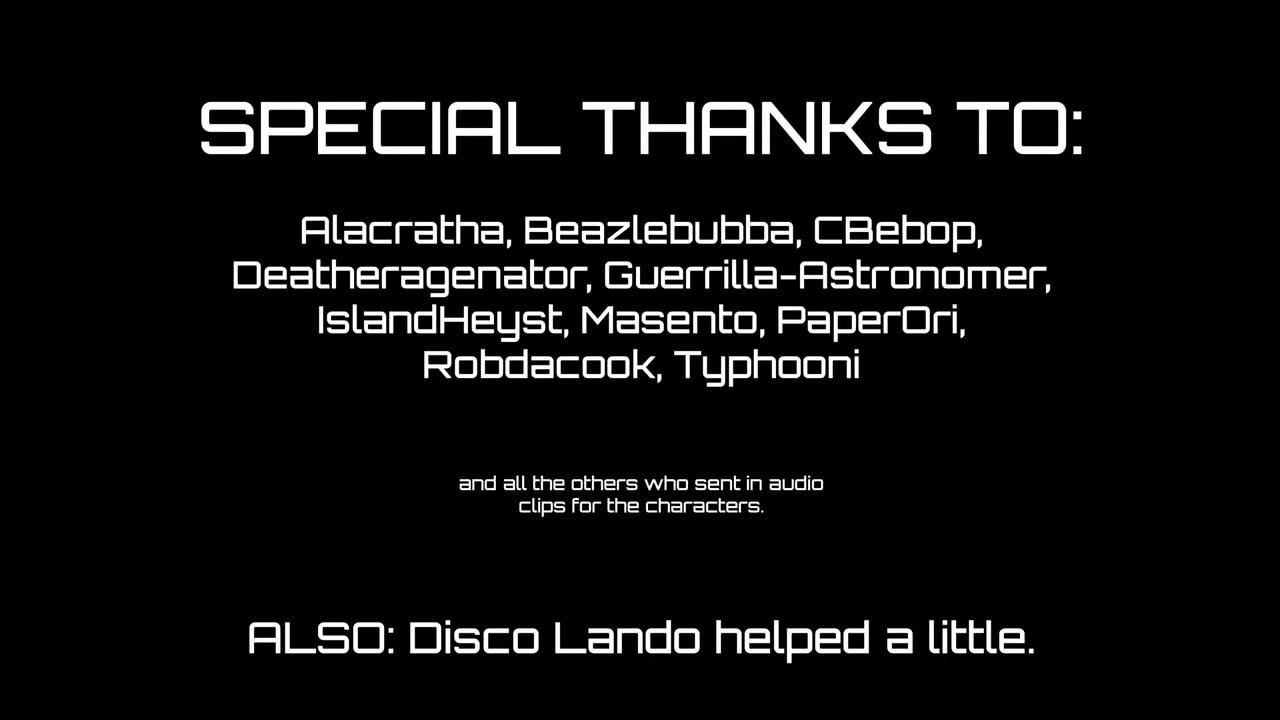 SPECIAL THANKS TO:
Alacratha, Beazlebubba, CBebop,
Deatheragenator, Guerrilla-Astronomer,
IslandHeyst, Masento, PaperOri,
Robdacook, Typhooni
and all the others who sent in audio
clips for the characters.
ALSO: Disco Lando helped a little.